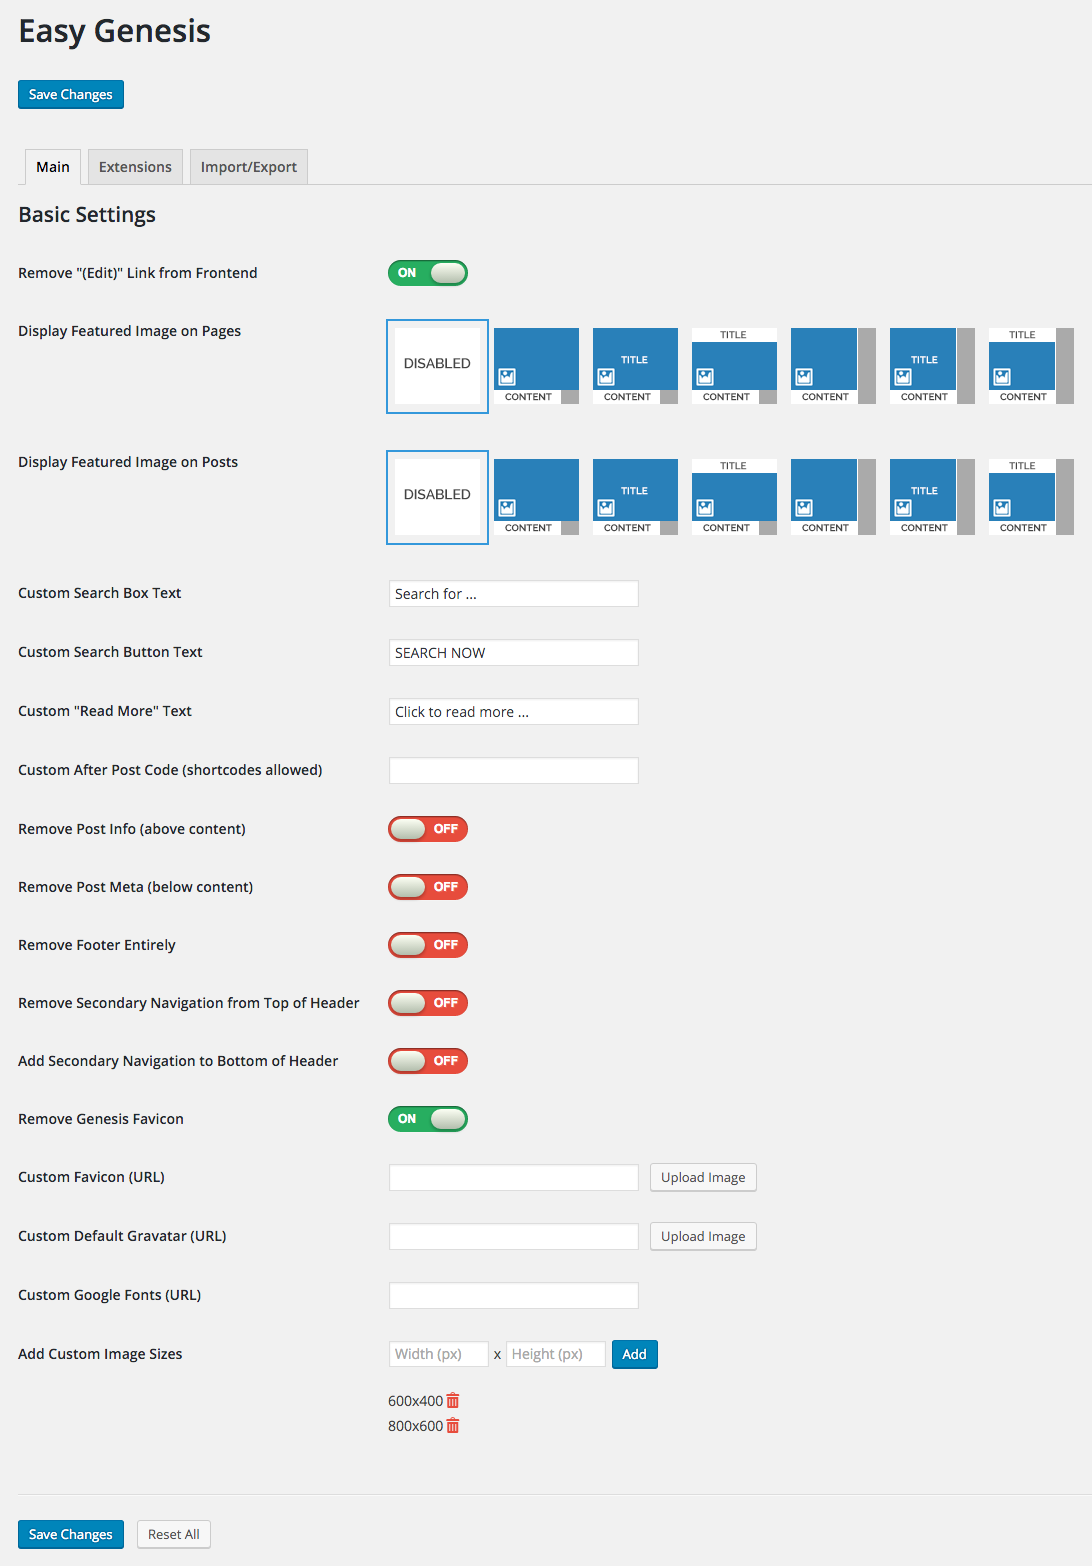 Easy Genesis
Save Changes
Main Extensions Import/Export
Basic Settings
Remove "(Edit)" Link from Frontend ON
Display Featured Image on Pages
DISABLED
CONTENT
TITLE
CONTENT
TITLE
CONTENT
CONTENT
TITLE
CONTENT
TITLE
CONTENT
Display Featured Image on Posts
DISABLED
CONTENT
TITLE
CONTENT
TITLE
CONTENT
CONTENT
TITLE
CONTENT
TITLE
CONTENT
Custom Search Box Text Search for ...
Custom Search Button Text SEARCH NOW
Custom "Read More" Text Click to read more ...
Custom After Post Code (shortcodes allowed)
Remove Post Info (above content) OFF
Remove Post Meta (below content) OFF
Remove Footer Entirely OFF
Remove Secondary Navigation from Top of Header OFF
Add Secondary Navigation to Bottom of Header OFF
Remove Genesis Favicon ON
Custom Favicon (URL) Upload Image
Custom Default Gravatar (URL) Upload Image
Custom Google Fonts (URL)
Add Custom Image Sizes Width (px) x Height (px) Add
600x400
800x600
Save Changes Reset All